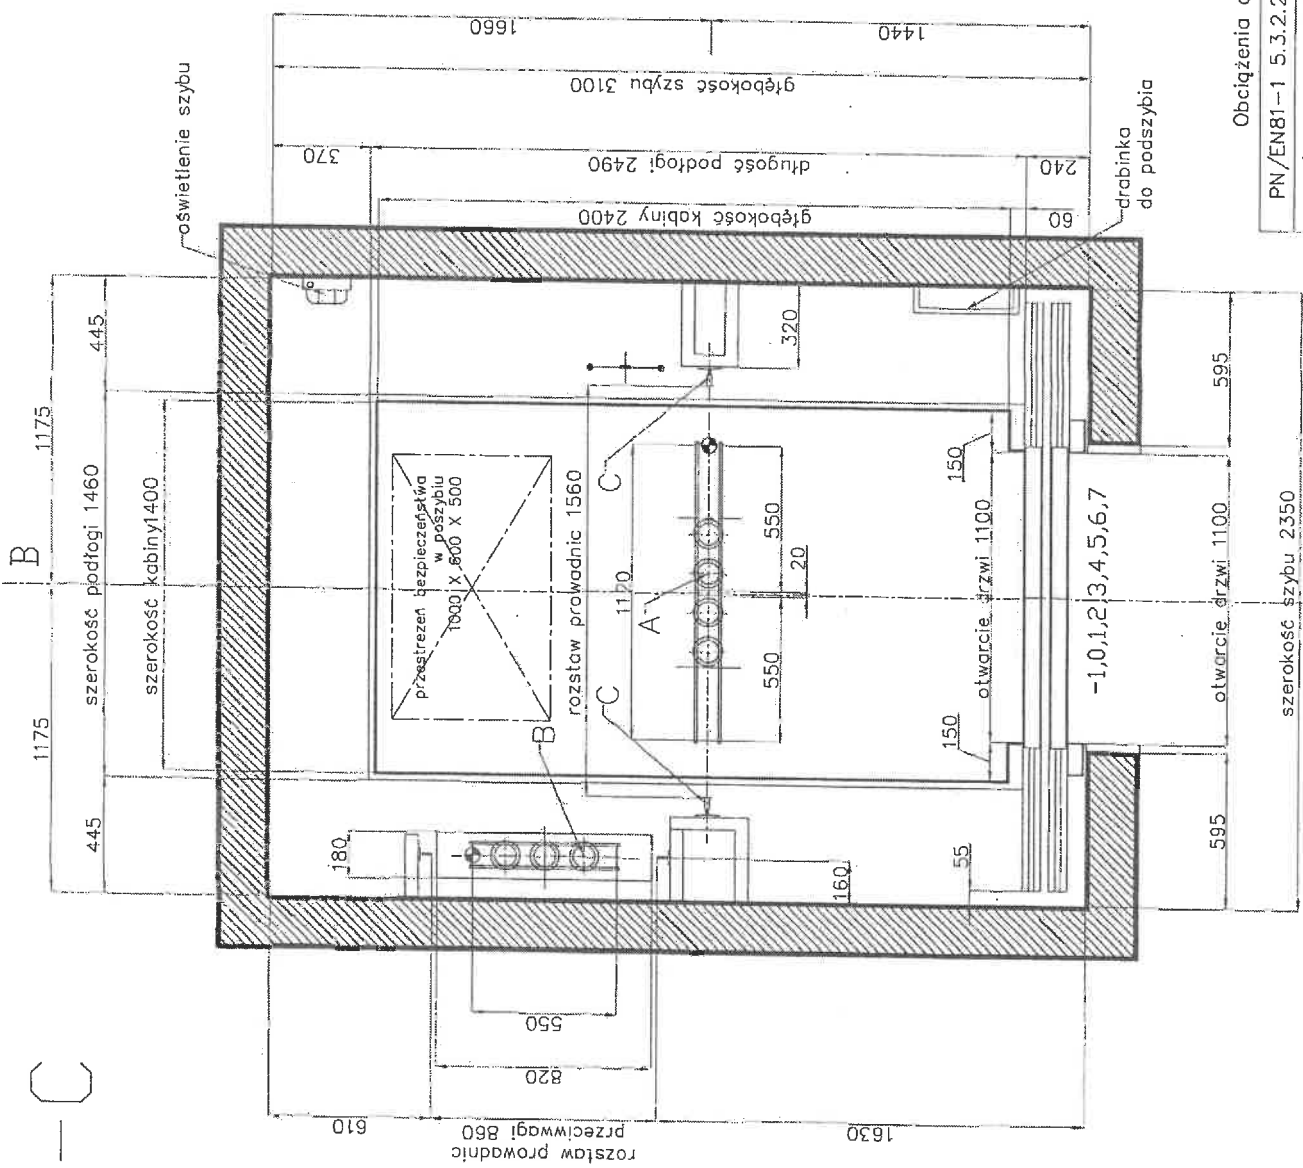 C
B
1175
1175
445
szerokość podłogi 1460
445
szerokość kabiny1400
oświetlenie szybu
1660
1440
głębokość szybu 3100
370
długość podłogi 2490
240
głębokość kabiny 2400
60
drabinka
do podszybia
Obciążenia
PN/EN81-1 5.3.2.2
przestrezeń bezpieczeństwa
w poszybiu
1000 X 600 X 500
rozstaw prowadnic 1560
C
C
B
A
1120
550
550
20
320
180
160
55
150
150
otwarcie drzwi 1100
-1,0,1,2,3,4,5,6,7
otwarcie drzwi 1100
595
595
szerokość szybu 2350
550
820
610
rozstaw prowadnic
przeciwwagi 860
1630